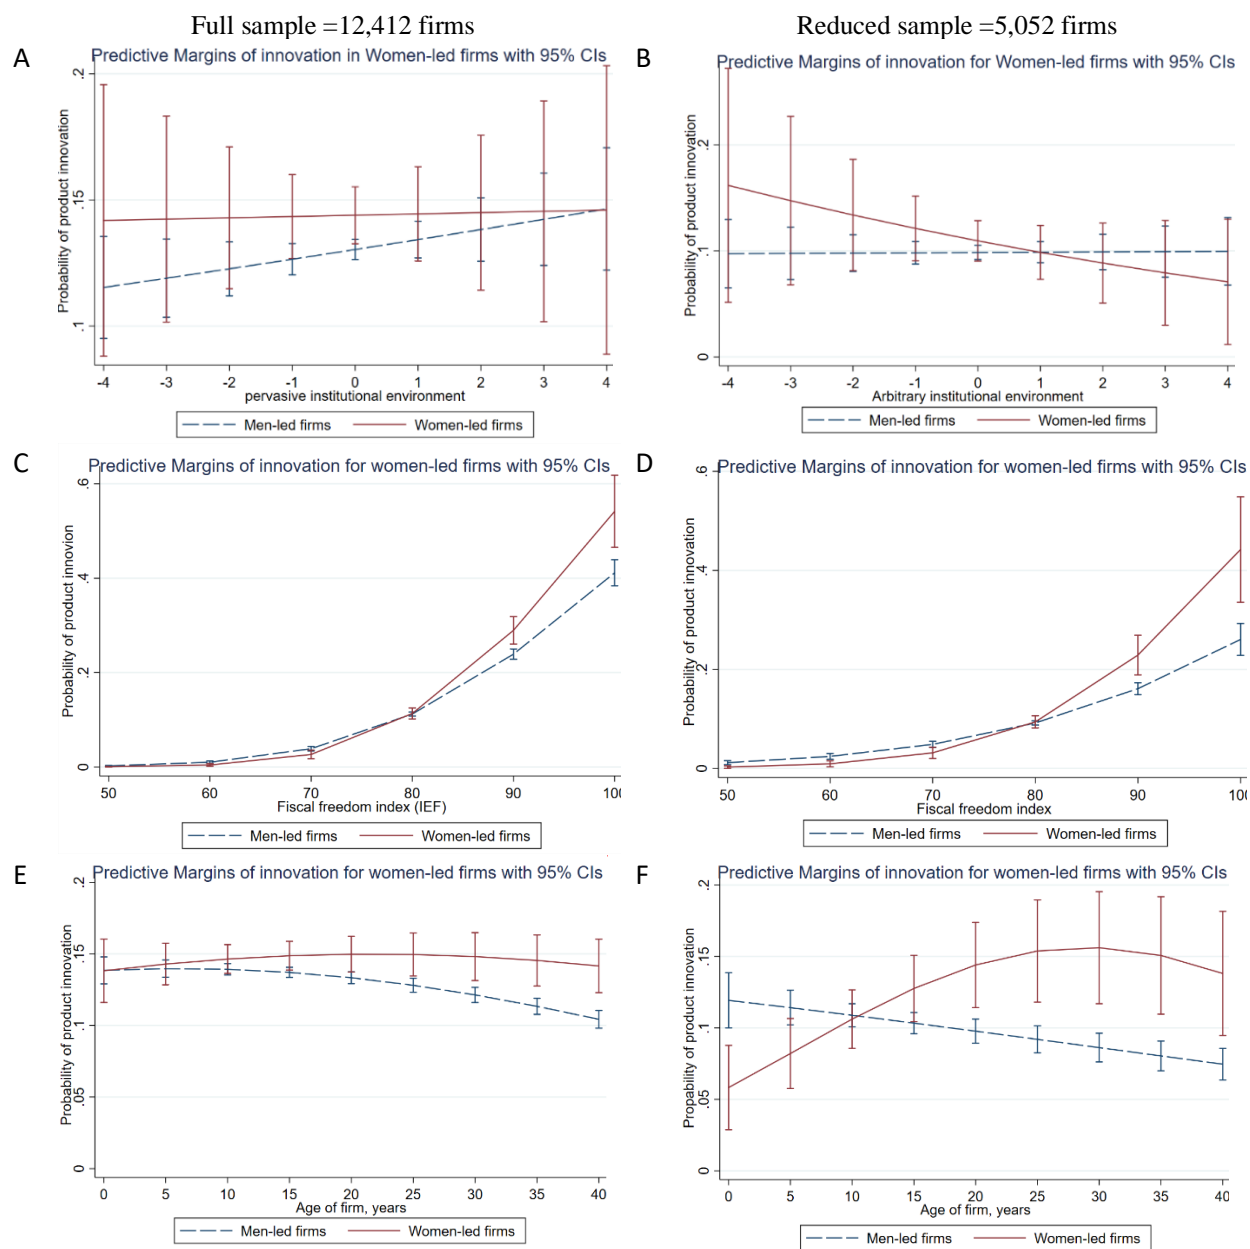 Full sample =12,412 firms
Reduced sample =5,052 firms
A
Predictive Margins of innovation in Women-led firms with 95% CIs
Probability of product innovation
.2
.15
.1
-4 -3 -2 -1 0 1 2 3 4
pervasive institutional environment
Men-led firms Women-led firms
B
Predictive Margins of innovation for Women-led firms with 95% CIs
Probability of product innovation
.2
.1
0
-4 -3 -2 -1 0 1 2 3 4
Arbitrary institutional environment
Men-led firms Women-led firms
C
Predictive Margins of innovation for women-led firms with 95% CIs
Probability of product innovion
.6
.4
.2
0
50 60 70 80 90 100
Fiscal freedom index (IEF)
Men-led firms Women-led firms
D
Predictive Margins of innovation for women-led firms with 95% CIs
Probability of product innovation
.6
.4
.2
0
50 60 70 80 90 100
Fiscal freedom index
Men-led firms Women-led firms
E
Predictive Margins of innovation for women-led firms with 95% CIs
Probability of product innovation
.2
.15
.1
.05
0
0 5 10 15 20 25 30 35 40
Age of firm, years
Men-led firms Women-led firms
F
Predictive Margins of innovation for women-led firms with 95% CIs
Propability of product innovation
.2
.15
.1
.05
0
0 5 10 15 20 25 30 35 40
Age of firm, years
Men-led firms Women-led firms